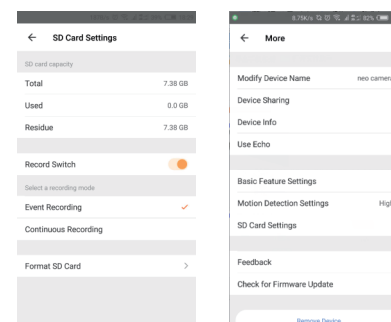 ← SD Card Settings
SD card capacity
Total 7.38 GB
Used 0.0 GB
Residue 7.38 GB
Record Switch
Select a recording mode
Event Recording
Continuous Recording
Format SD Card
8.75K/s 82%
← More
Modify Device Name neo camera
Device Sharing
Device Info
Use Echo
Basic Feature Settings
Motion Detection Settings High
SD Card Settings
Feedback
Check for Firmware Update
Remove Device